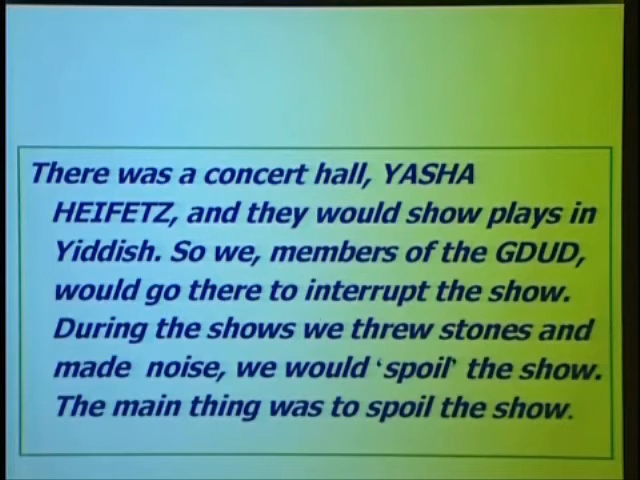 There was a concert hall, YASHA
HEIFETZ, and they would show plays in
Yiddish. So we, members of the GDUD,
would go there to interrupt the show.
During the shows we threw stones and
made noise, we would ‘spoil’ the show.
The main thing was to spoil the show.